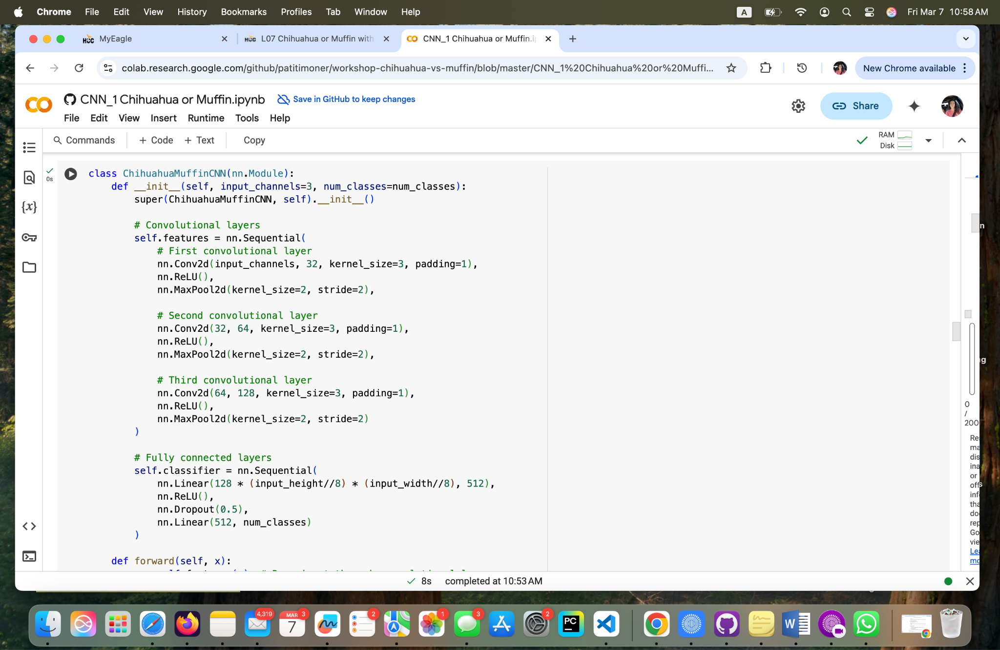 Chrome File Edit View History Bookmarks Profiles Tab Window Help A Fri Mar 7 10:58 AM
HCC MyEagle HCC L07 Chihuahua or Muffin with CNN_1 Chihuahua or Muffin.ip
colab.research.google.com/github/patitimoner/workshop-chihuahua-vs-muffin/blob/master/CNN_1%20Chihuahua%20or%20Muffi... New Chrome available
CNN_1 Chihuahua or Muffin.ipynb Save in GitHub to keep changes
File Edit View Insert Runtime Tools Help Share
Commands + Code + Text Copy RAM
Disk
{x}
0s
class ChihuahuaMuffinCNN(nn.Module):
def __init__(self, input_channels=3, num_classes=num_classes):
super(ChihuahuaMuffinCNN, self).__init__()
# Convolutional layers
self.features = nn.Sequential(
# First convolutional layer
nn.Conv2d(input_channels, 32, kernel_size=3, padding=1),
nn.ReLU(),
nn.MaxPool2d(kernel_size=2, stride=2),
# Second convolutional layer
nn.Conv2d(32, 64, kernel_size=3, padding=1),
nn.ReLU(),
nn.MaxPool2d(kernel_size=2, stride=2),
# Third convolutional layer
nn.Conv2d(64, 128, kernel_size=3, padding=1),
nn.ReLU(),
nn.MaxPool2d(kernel_size=2, stride=2)
)
# Fully connected layers
self.classifier = nn.Sequential(
nn.Linear(128 * (input_height//8) * (input_width//8), 512),
nn.ReLU(),
nn.Dropout(0.5),
nn.Linear(512, num_classes)
)
def forward(self, x):
n
g
s
0
/
200
Re
ma
dis
ina
or
off
inf
tha
do
rep
Go
vie
Lea
mo
8s completed at 10:53 AM
4,319 MAR 3 2 1 3 2
7
PC
W